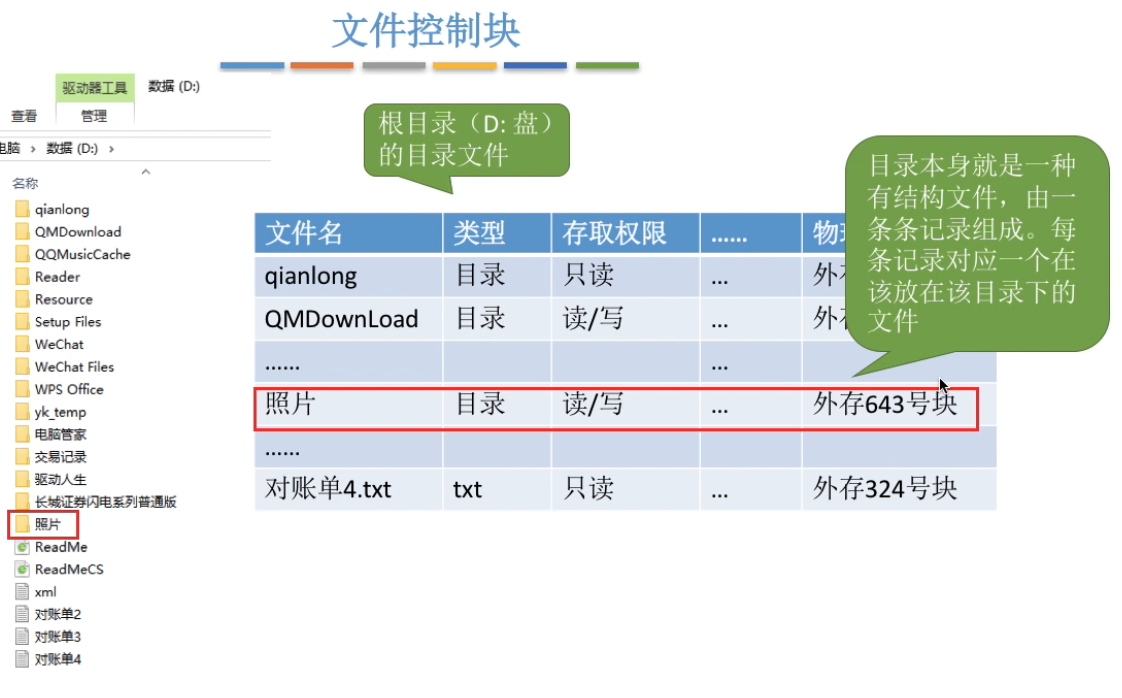 文件控制块
驱动器工具
数据 (D:)
查看
管理
电脑 › 数据 (D:) ›
名称
qianlong
QMDownload
QQMusicCache
Reader
Resource
Setup Files
WeChat
WeChat Files
WPS Office
yk_temp
电脑管家
交易记录
驱动人生
长城证券闪电系列普通版
照片
ReadMe
ReadMeCS
xml
对账单2
对账单3
对账单4
根目录（D: 盘）
的目录文件
目录本身就是一种
有结构文件，由一
条条记录组成。每
条记录对应一个在
该放在该目录下的
文件
文件名 类型 存取权限 ...... 物
qianlong 目录 只读 ... 外
QMDownLoad 目录 读/写 ... 外
...... ...
照片 目录 读/写 ... 外存643号块
......
对账单4.txt txt 只读 ... 外存324号块